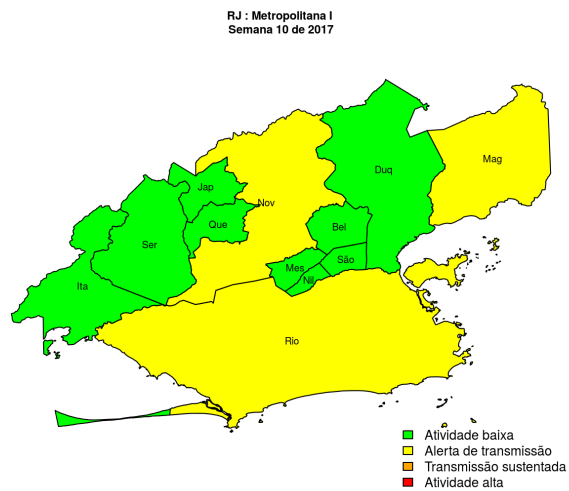 RJ : Metropolitana I
Semana 10 de 2017
Duq
Mag
Jap
Nov
Que
Bel
Ser
São
Mes
Nil
Ita
Rio
Atividade baixa
Alerta de transmissão
Transmissão sustentada
Atividade alta